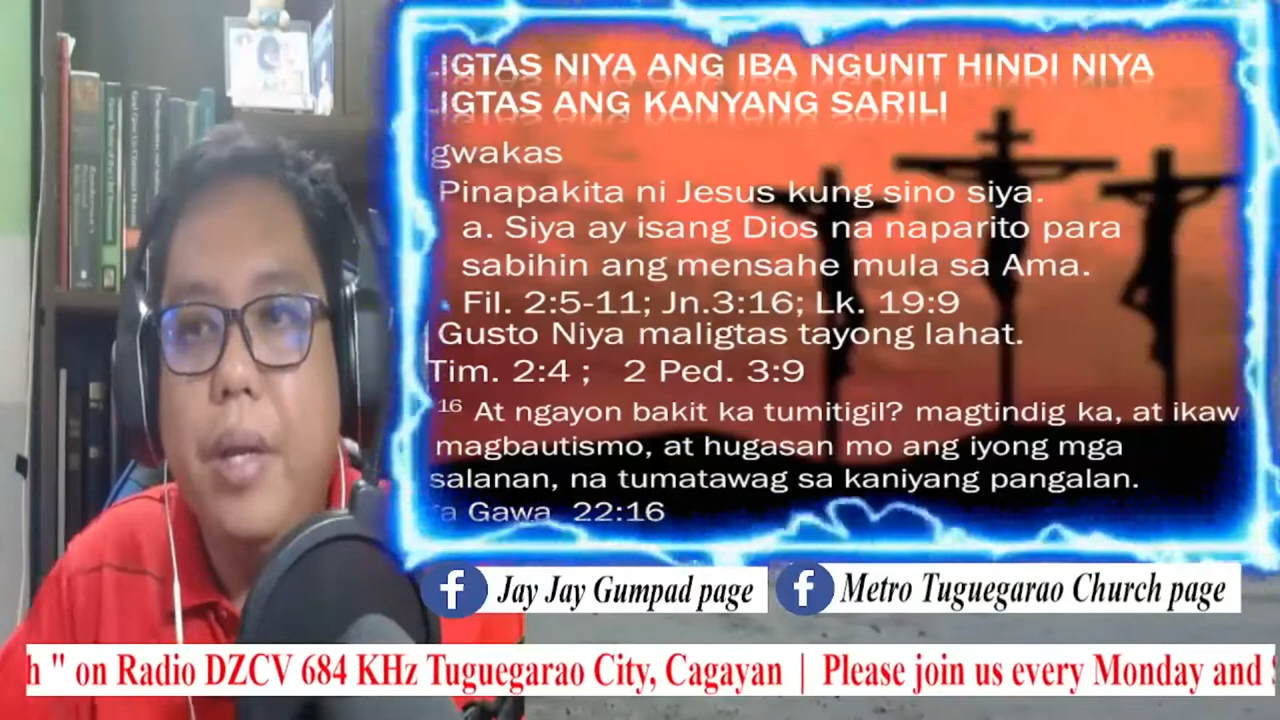 IGTAS NIYA ANG IBA NGUNIT HINDI NIYA
IGTAS ANG KANYANG SARILI
gwakas
Pinapakita ni Jesus kung sino siya.
a. Siya ay isang Dios na naparito para
sabihin ang mensahe mula sa Ama.
Fil. 2:5-11; Jn.3:16; Lk. 19:9
Gusto Niya maligtas tayong lahat.
Tim. 2:4 ; 2 Ped. 3:9
16 At ngayon bakit ka tumitigil? magtindig ka, at ikaw
magbautismo, at hugasan mo ang iyong mga
salanan, na tumatawag sa kaniyang pangalan.
a Gawa 22:16
f Jay Jay Gumpad page
f Metro Tuguegarao Church page
h " on Radio DZCV 684 KHz Tuguegarao City, Cagayan | Please join us every Monday and